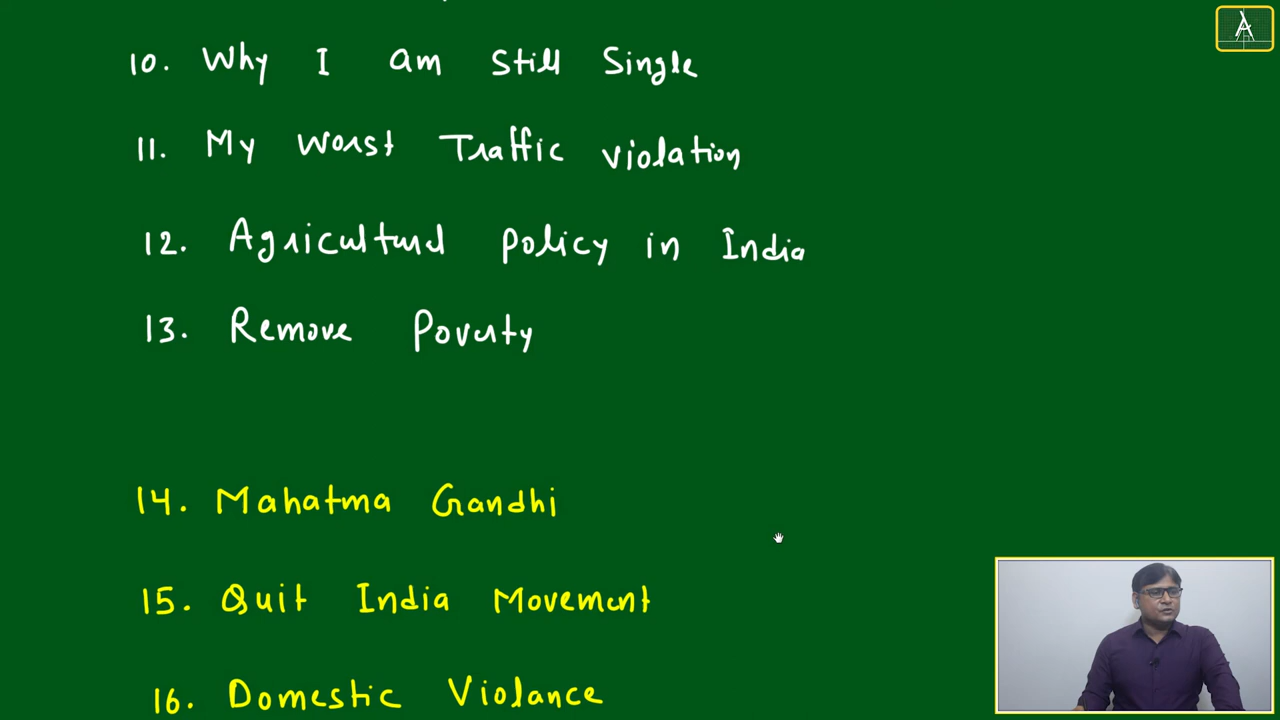 10. Why I am Still Single
11. My Worst Traffic violation
12. Agricultural policy in India
13. Remove Poverty
14. Mahatma Gandhi
15. Quit India Movement
16. Domestic Violance